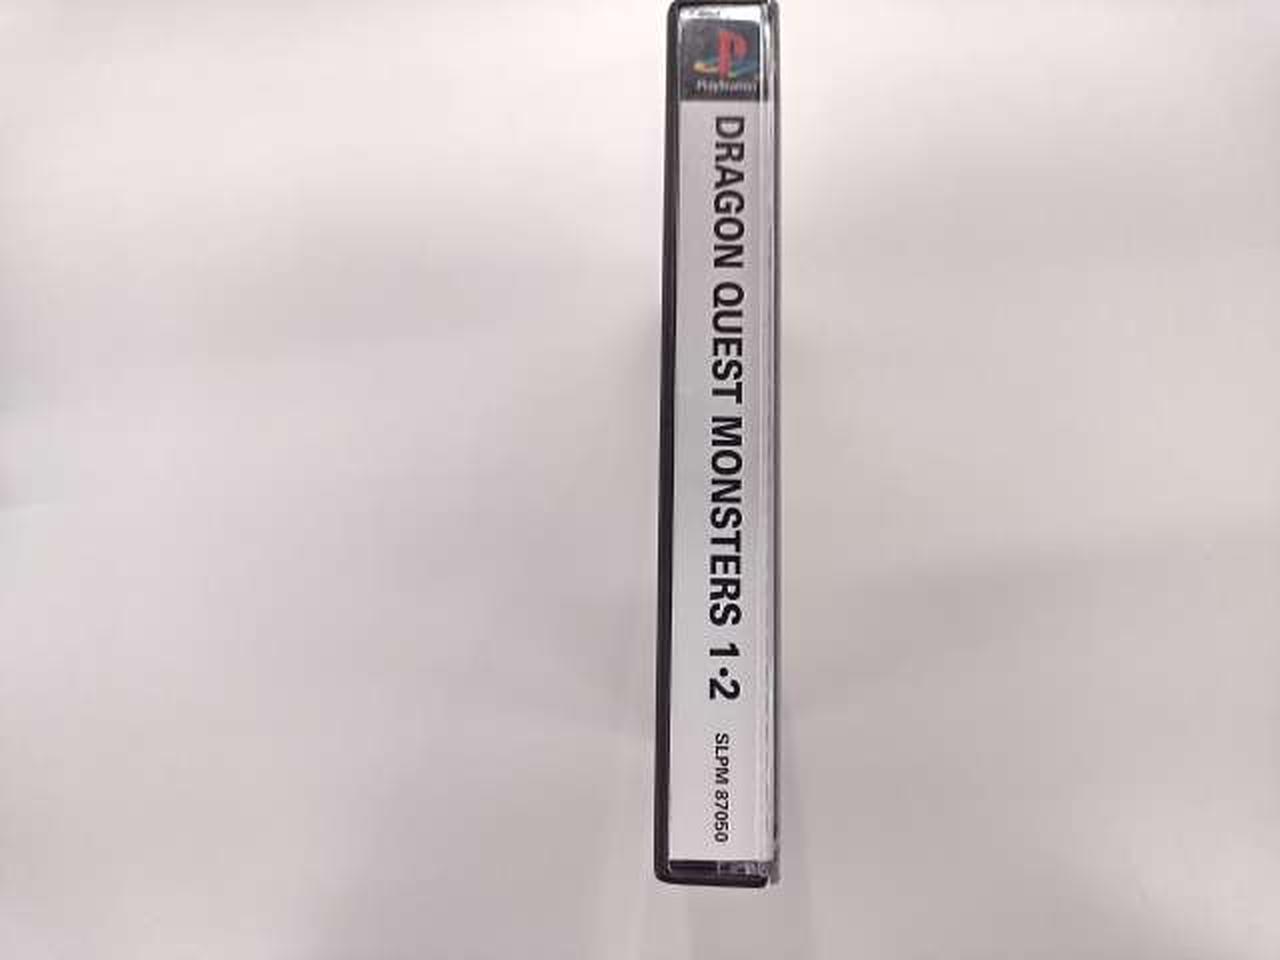 PlayStation
DRAGON QUEST MONSTERS 1・2
SLPM 87050